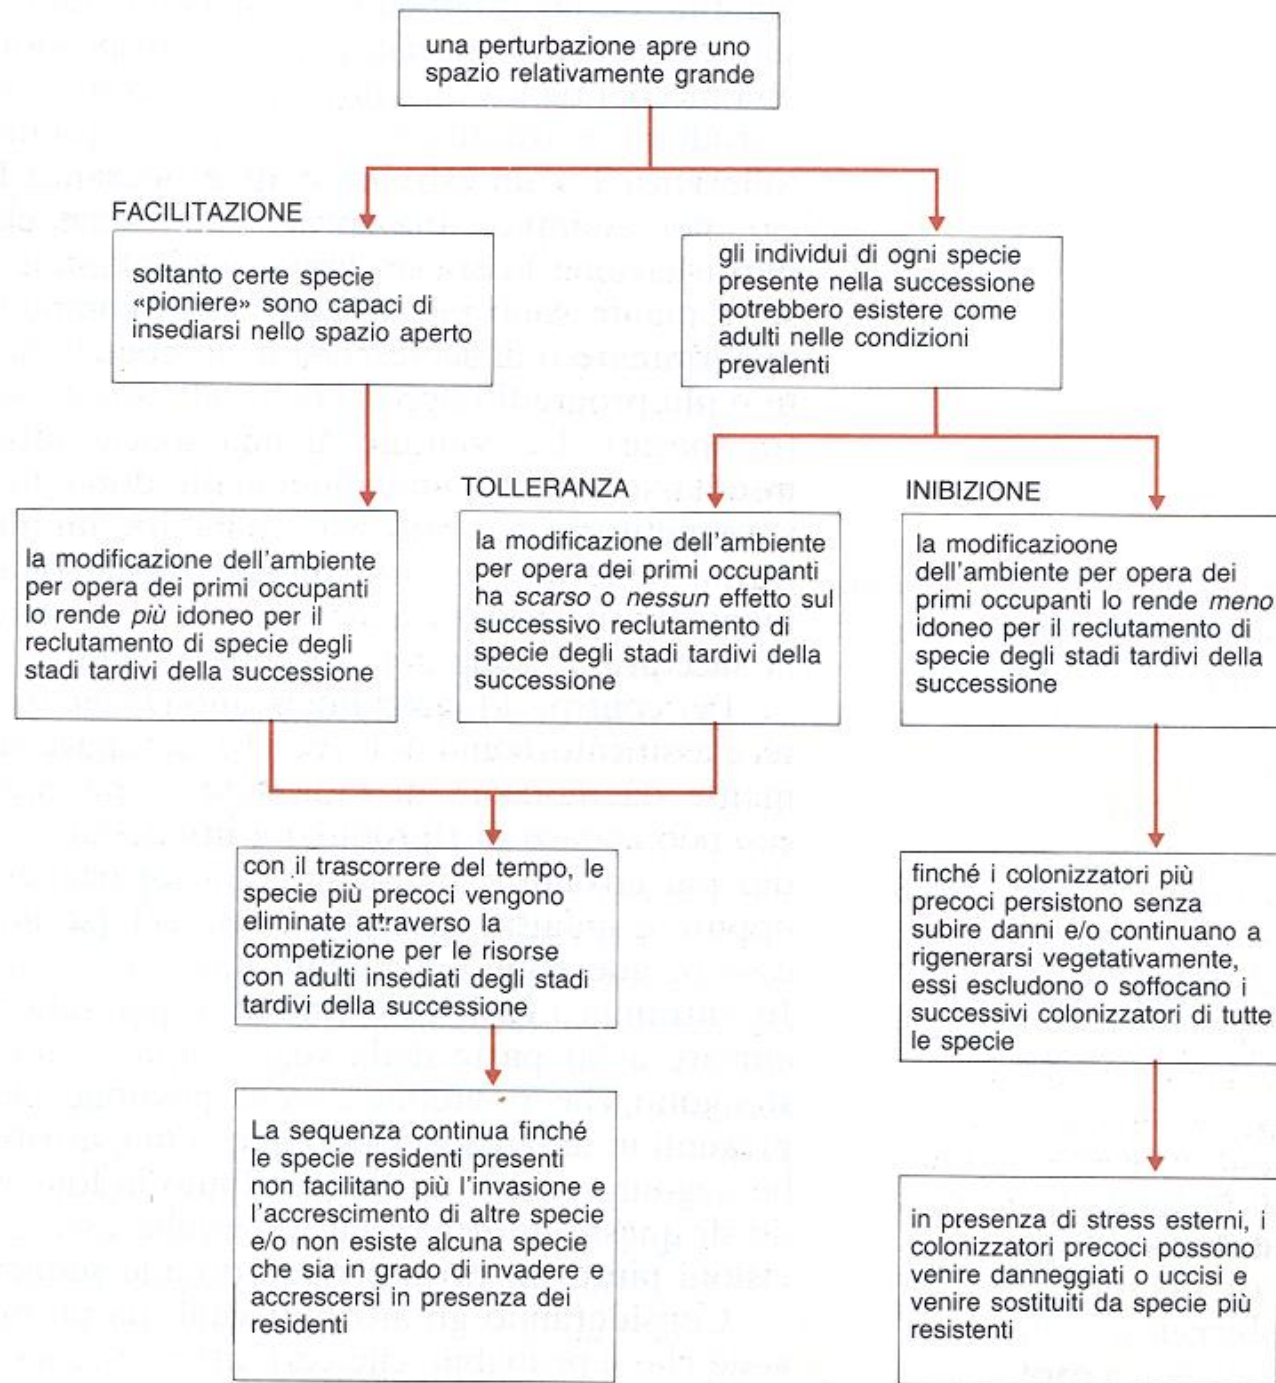 una perturbazione apre uno
spazio relativamente grande
FACILITAZIONE
soltanto certe specie
«pioniere» sono capaci di
insediarsi nello spazio aperto
gli individui di ogni specie
presente nella successione
potrebbero esistere come
adulti nelle condizioni
prevalenti
la modificazione dell'ambiente
per opera dei primi occupanti
lo rende più idoneo per il
reclutamento di specie degli
stadi tardivi della successione
TOLLERANZA
la modificazione dell'ambiente
per opera dei primi occupanti
ha scarso o nessun effetto sul
successivo reclutamento di
specie degli stadi tardivi della
successione
INIBIZIONE
la modificazioone
dell'ambiente per opera dei
primi occupanti lo rende meno
idoneo per il reclutamento di
specie degli stadi tardivi della
successione
con il trascorrere del tempo, le
specie più precoci vengono
eliminate attraverso la
competizione per le risorse
con adulti insediati degli stadi
tardivi della successione
finché i colonizzatori più
precoci persistono senza
subire danni e/o continuano a
rigenerarsi vegetativamente,
essi escludono o soffocano i
successivi colonizzatori di tutte
le specie
La sequenza continua finché
le specie residenti presenti
non facilitano più l'invasione e
l'accrescimento di altre specie
e/o non esiste alcuna specie
che sia in grado di invadere e
accrescersi in presenza dei
residenti
in presenza di stress esterni, i
colonizzatori precoci possono
venire danneggiati o uccisi e
venire sostituiti da specie più
resistenti